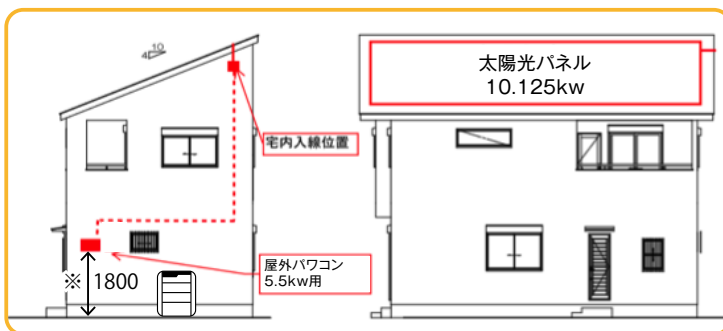 4 10
太陽光パネル
10.125kw
宅内入線位置
屋外パワコン
5.5kw用
※ 1800